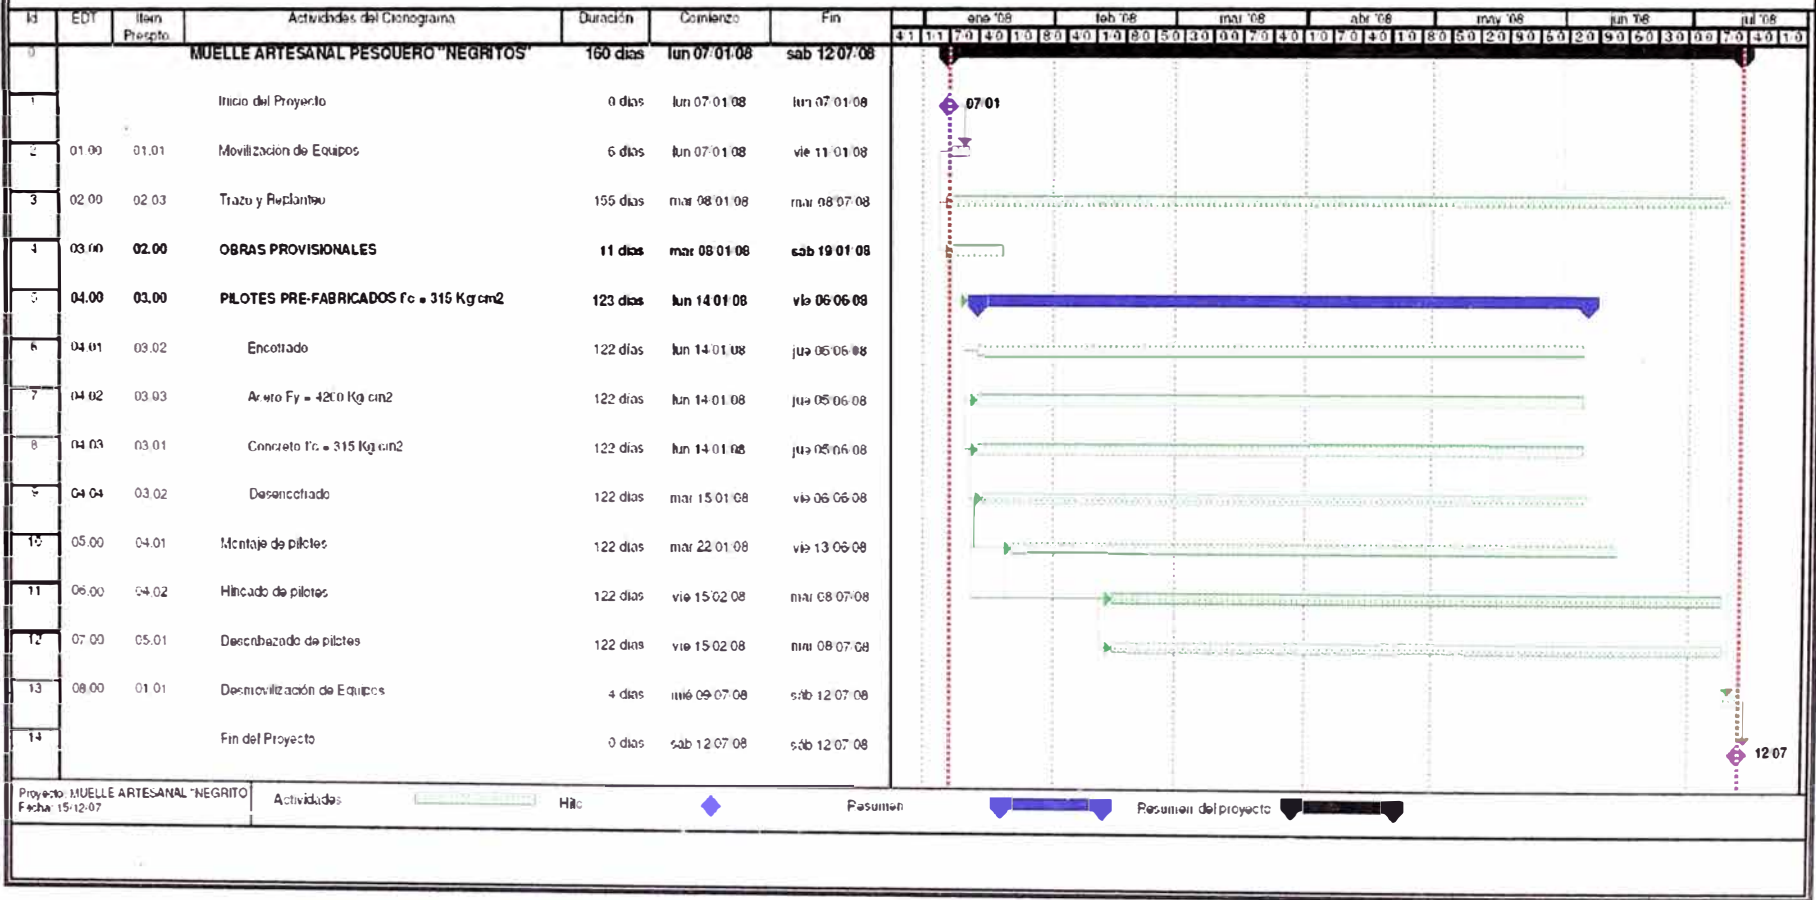 Id EDT Item Prespto. Actividades del Cronograma Duración Comienzo Fin ene '08 feb '08 mar '08 abr '08 may '08 jun '08 jul '08
0 MUELLE ARTESANAL PESQUERO "NEGRITOS" 160 días lun 07/01/08 sáb 12/07/08
1 Inicio del Proyecto 0 días lun 07/01/08 lun 07/01/08 07/01
2 01.00 01.01 Movilización de Equipos 6 días lun 07/01/08 vie 11/01/08
3 02.00 02.03 Trazo y Replanteo 155 días mar 08/01/08 mar 08/07/08
4 03.00 02.00 OBRAS PROVISIONALES 11 días mar 08/01/08 sáb 19/01/08
5 04.00 03.00 PILOTES PRE-FABRICADOS f'c = 315 Kg/cm2 123 días lun 14/01/08 vie 06/06/08
6 04.01 03.02 Encofrado 122 días lun 14/01/08
7 04.02 03.03 Acero Fy = 4200 Kg/cm2 122 días lun 14/01/08 jue 05/06/08
8 04.03 03.01 Concreto f'c = 315 Kg/cm2 122 días lun 14/01/08 jue 05/06/08
9 04.04 03.02 Desencofrado 122 días mar 15/01/08 vie 06/06/08
10 05.00 04.01 Montaje de pilotes 122 días mar 22/01/08 vie 13/06/08
11 06.00 04.02 Hincado de pilotes 122 días vie 15/02/08 mar 08/07/08
12 07.00 05.01 Descabezado de pilotes 122 días vie 15/02/08 mar 08/07/08
13 08.00 01.01 Desmovilización de Equipos 4 días mié 09/07/08 sáb 12/07/08
14 Fin del Proyecto 0 días sáb 12/07/08 sáb 12/07/08 12/07
Proyecto: MUELLE ARTESANAL "NEGRITO
Fecha: 15/12/07
Actividades Hito Resumen Resumen del proyecto